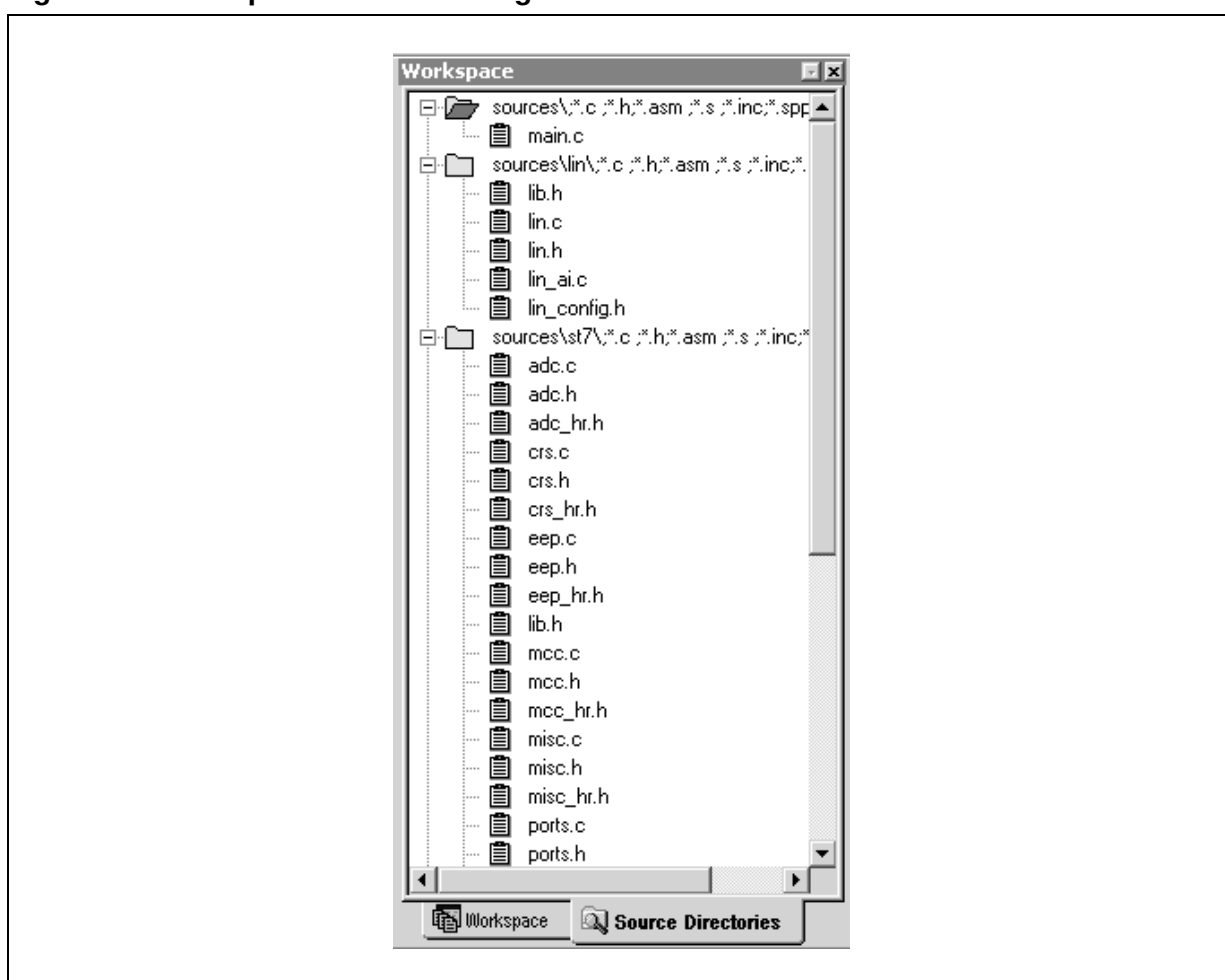 Workspace
sources\;*.c ;*.h;*.asm ;*.s ;*.inc;*.spp
main.c
sources\lin\;*.c ;*.h;*.asm ;*.s ;*.inc;*.
lib.h
lin.c
lin.h
lin_ai.c
lin_config.h
sources\st7\;*.c ;*.h;*.asm ;*.s ;*.inc;*
adc.c
adc.h
adc_hr.h
crs.c
crs.h
crs_hr.h
eep.c
eep.h
eep_hr.h
lib.h
mcc.c
mcc.h
mcc_hr.h
misc.c
misc.h
misc_hr.h
ports.c
ports.h
Workspace Source Directories